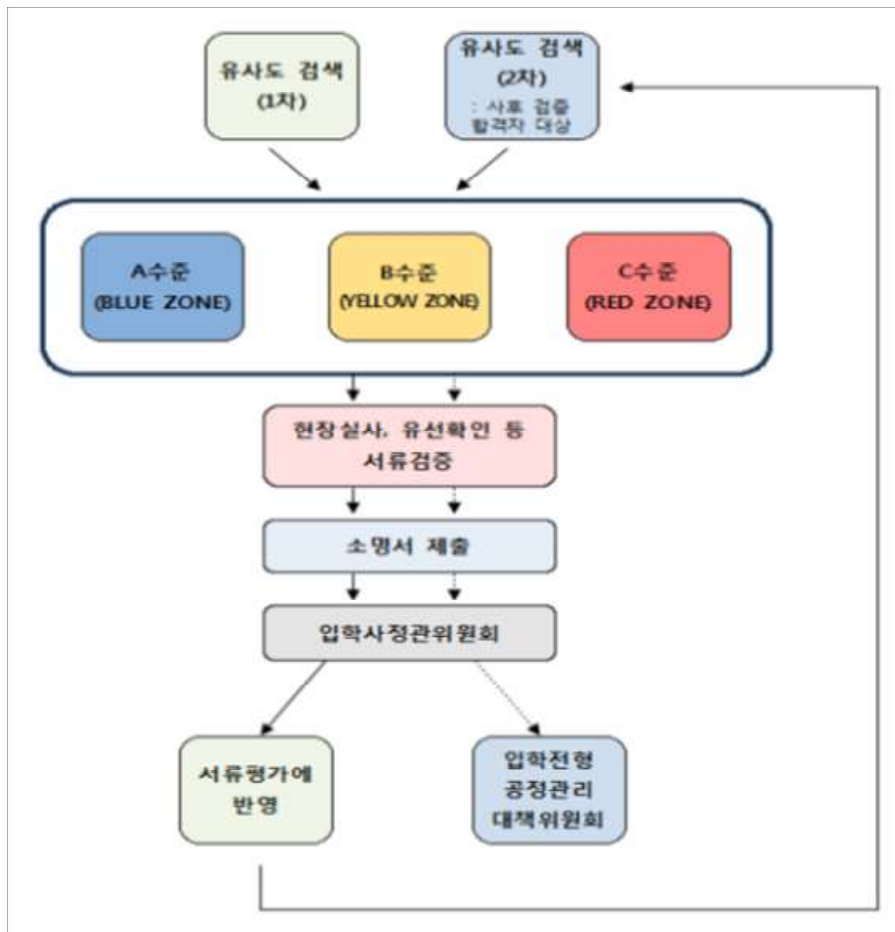 유사도 검색
(1차)
유사도 검색
(2차)
: 사후 검증
합격자 대상
A수준
(BLUE ZONE)
B수준
(YELLOW ZONE)
C수준
(RED ZONE)
현장실사, 유선확인 등
서류검증
소명서 제출
입학사정관위원회
서류평가에
반영
입학전형
공정관리
대책위원회